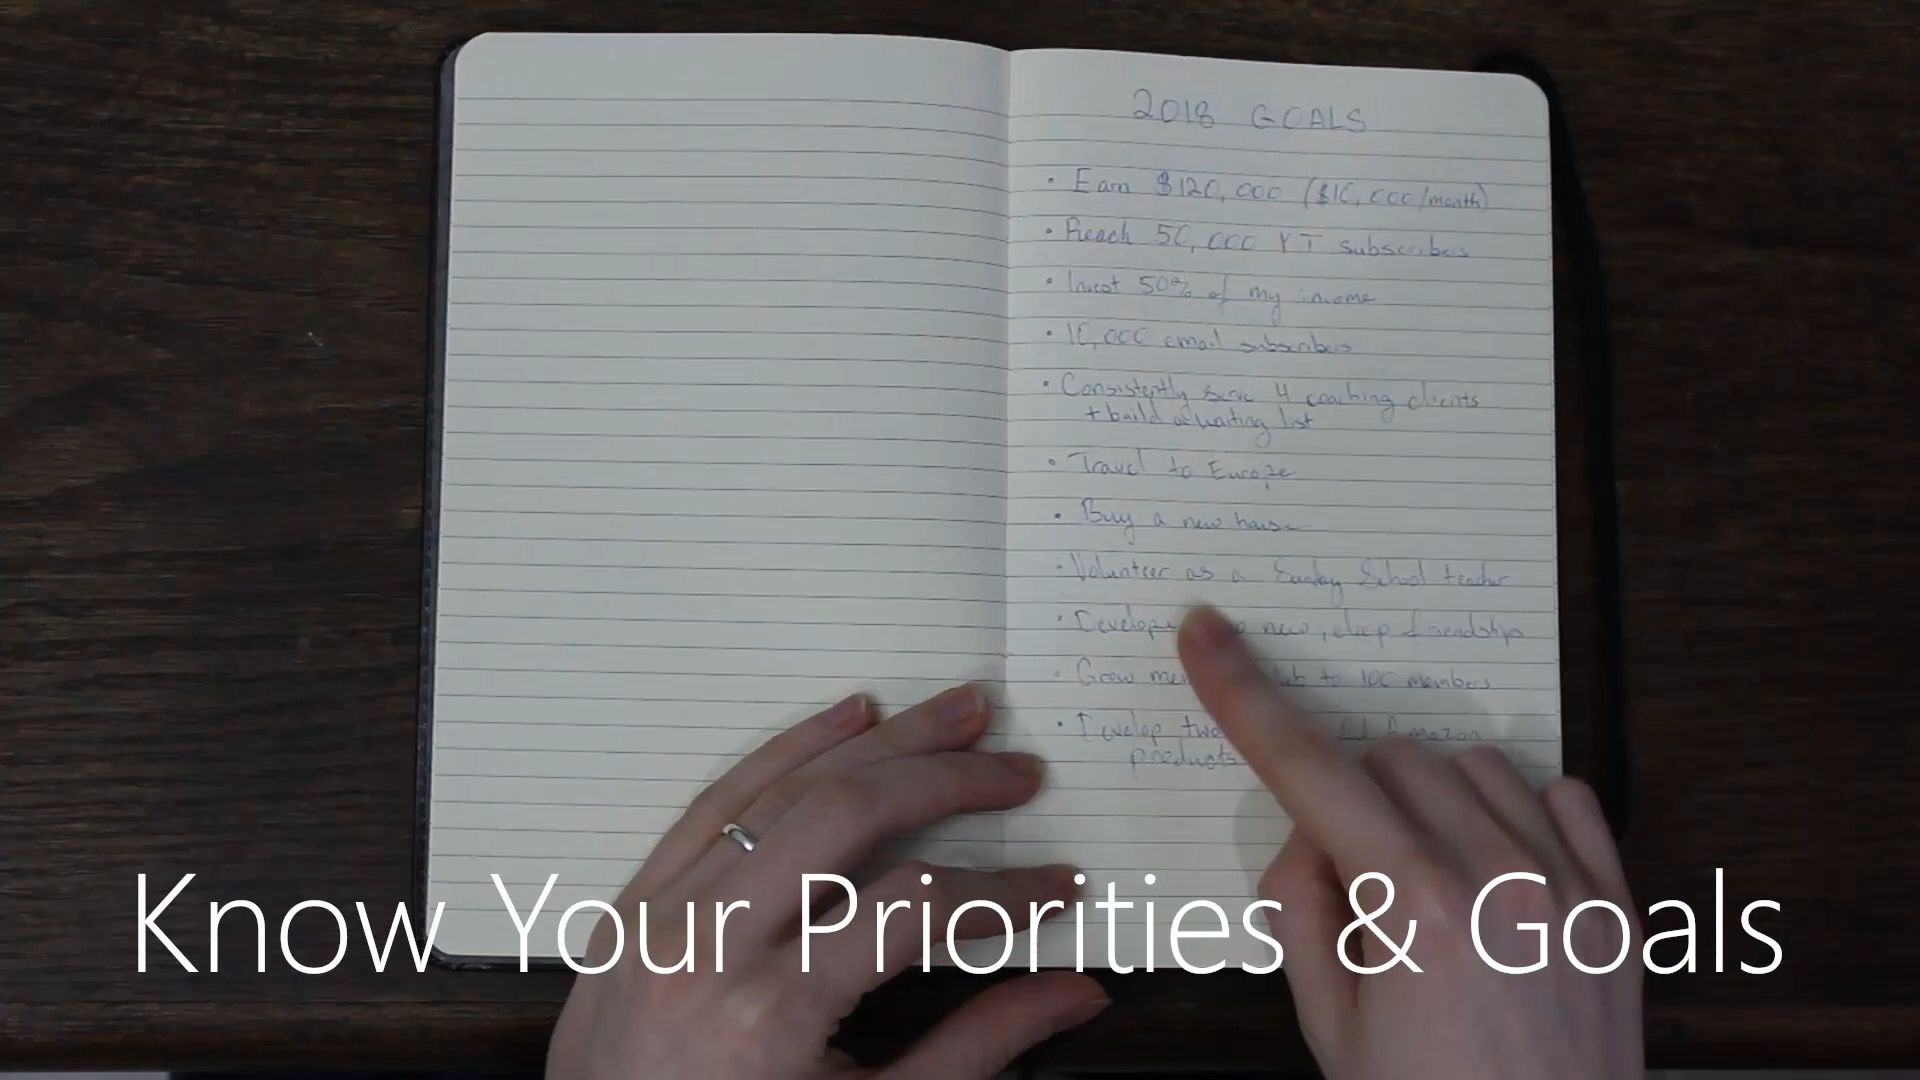 2018 GOALS
• Earn $120,000 ($10,000/month)
• Reach 50,000 YT subscribers
• Invest 50% of my income
• 10,000 email subscribers
• Consistently serve 4 coaching clients
+ build a waiting list
• Travel to Europe
• Buy a new house
• Volunteer as a Sunday School teacher
• Develop new, deep friendships
• Grow to 100 members
• Develop two Amazon
products
Know Your Priorities & Goals